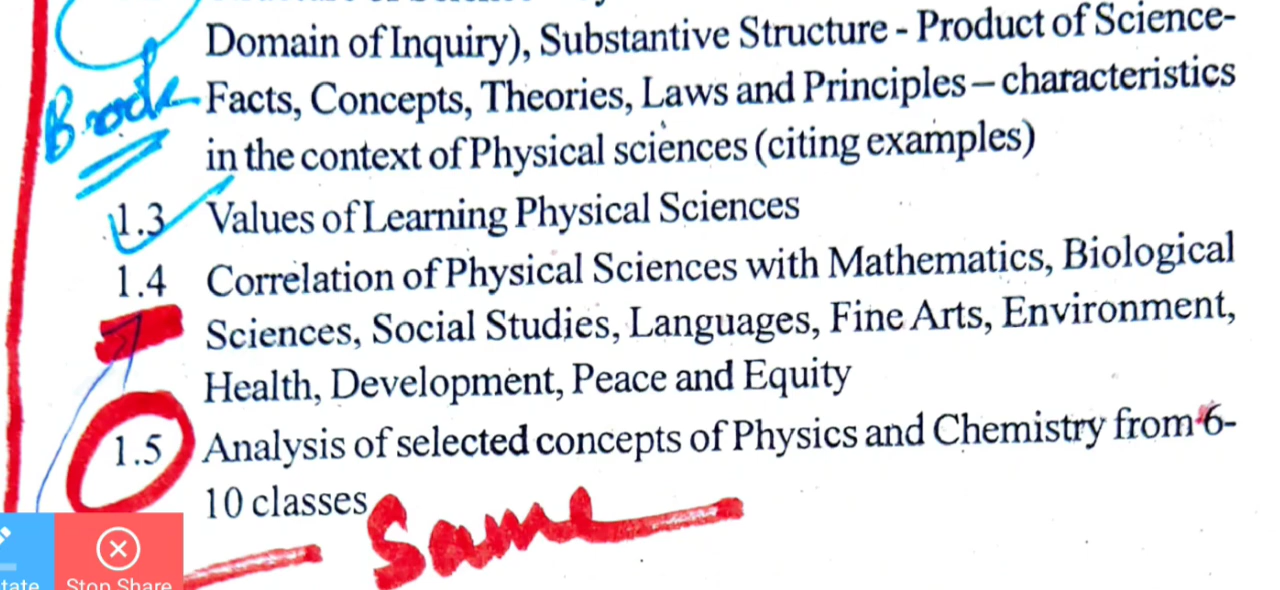 Domain of Inquiry), Substantive Structure - Product of Science-
Brode Facts, Concepts, Theories, Laws and Principles – characteristics
in the context of Physical sciences (citing examples)
1.3 Values of Learning Physical Sciences
1.4 Correlation of Physical Sciences with Mathematics, Biological
Sciences, Social Studies, Languages, Fine Arts, Environment,
Health, Development, Peace and Equity
1.5 Analysis of selected concepts of Physics and Chemistry from 6-
10 classes
Same
Stop Share